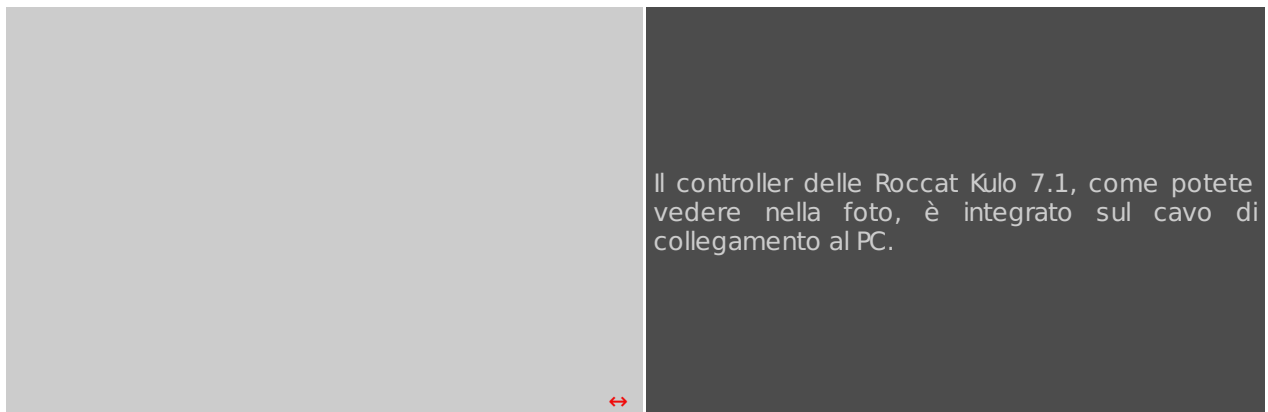 Il controller delle Roccat Kulo 7.1, come potete
vedere nella foto, è integrato sul cavo di
collegamento al PC.